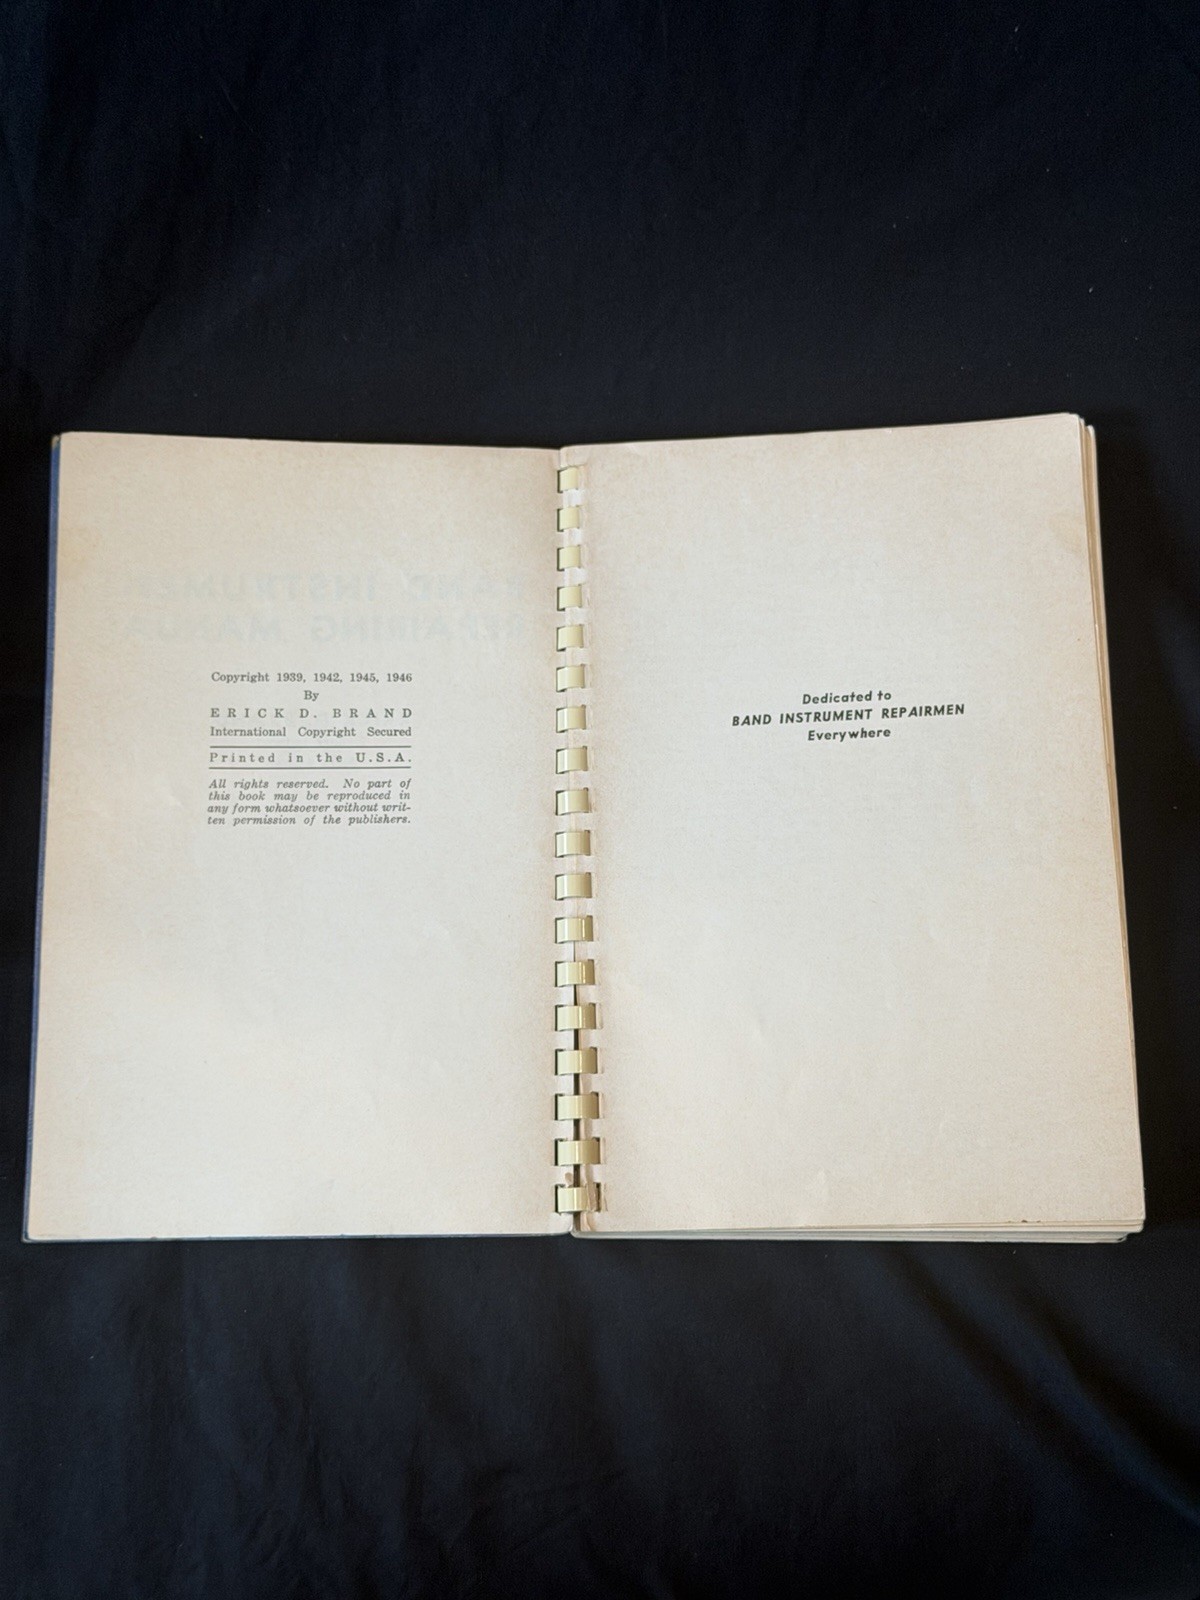 Copyright 1939, 1942, 1945, 1946
By
ERICK D. BRAND
International Copyright Secured
Printed in the U.S.A.
All rights reserved. No part of
this book may be reproduced in
any form whatsoever without writ-
ten permission of the publishers.
Dedicated to
BAND INSTRUMENT REPAIRMEN
Everywhere